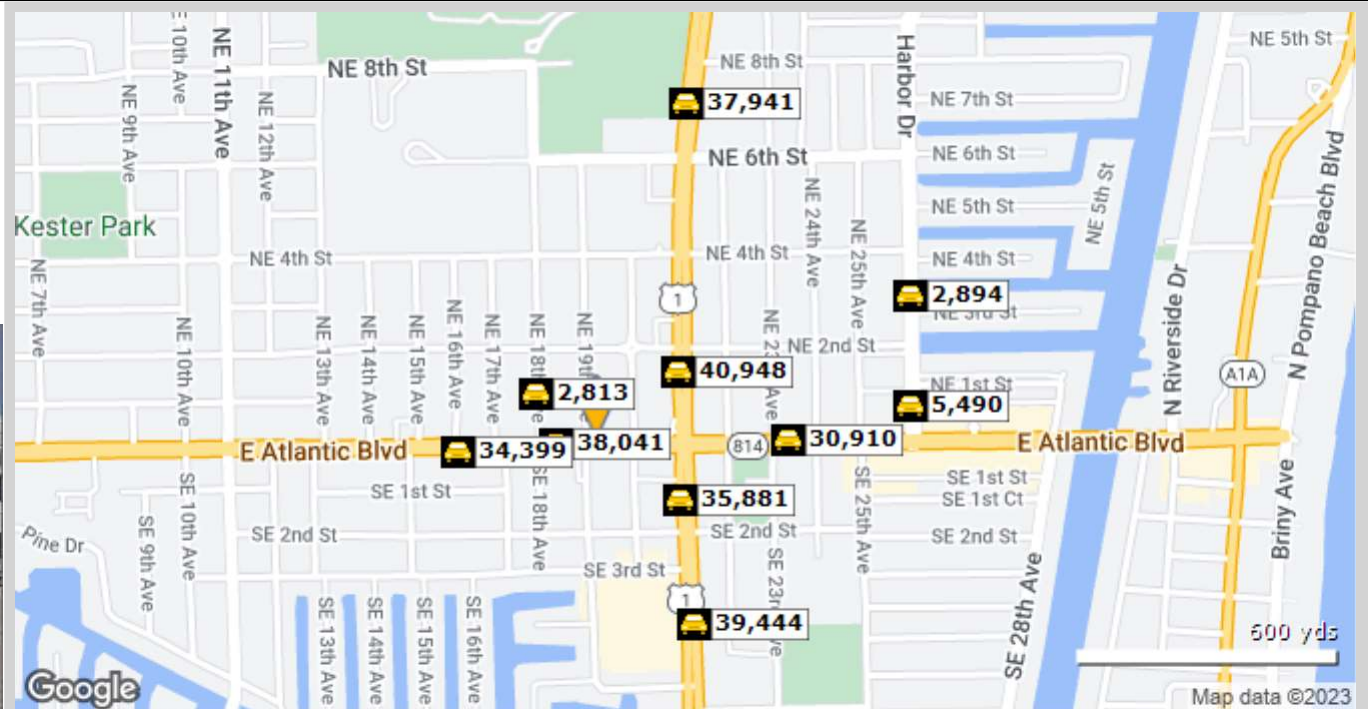 NE 10th Ave
NE 11th Ave
NE 8th St
NE 8th St
Harbor Dr
NE 5th St
NE 9th Ave
NE 12th Ave
37,941
NE 7th St
NE 6th St
NE 6th St
N Pompano Beach Blvd
Kester Park
NE 24th Ave
NE 5th St
NE 5th St
NE 4th St
NE 4th St
NE 25th Ave
NE 4th St
NE 7th Ave
1
2,894
NE 3rd St
N Riverside Dr
NE 10th Ave
NE 13th Ave
NE 14th Ave
NE 15th Ave
NE 16th Ave
NE 17th Ave
NE 18th
NE 19th
NE 2nd St
40,948
A1A
2,813
NE 1st St
5,490
E Atlantic Blvd
34,399
38,041
814
30,910
E Atlantic Blvd
SE 10th Ave
SE 1st St
SE 18th Ave
35,881
SE 25th Ave
SE 1st St
SE 1st Ct
Briny Ave
Pine Dr
SE 9th Ave
SE 2nd St
SE 2nd St
SE 2nd St
SE 3rd St
SE 28th Ave
SE 13th Ave
SE 14th Ave
SE 15th Ave
SE 16th Ave
1
39,444
600 yds
Google
Map data ©2023